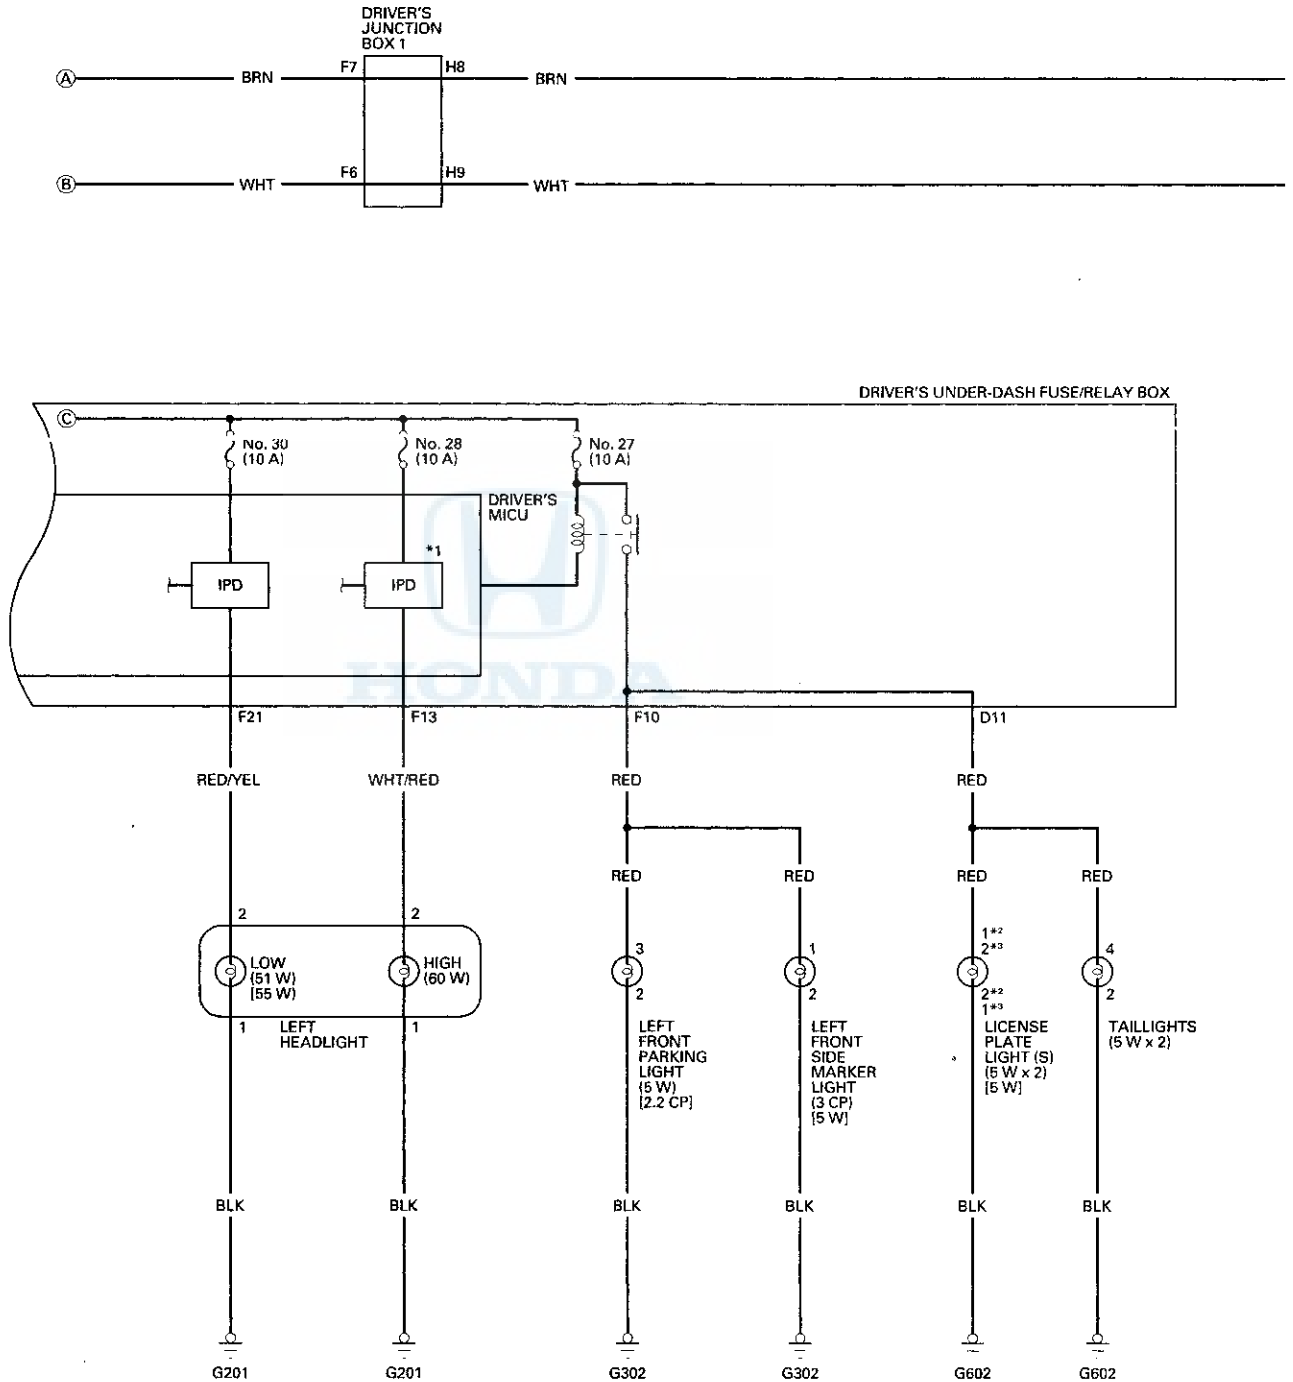 DRIVER'S
JUNCTION
BOX 1
A
BRN
F7
H8
BRN
B
WHT
F6
H9
WHT
DRIVER'S UNDER-DASH FUSE/RELAY BOX
C
No. 30
(10 A)
No. 28
(10 A)
No. 27
(10 A)
DRIVER'S
MICU
*1
IPD
IPD
HONDA
F21
F13
F10
D11
RED/YEL
WHT/RED
RED
RED
RED
RED
RED
RED
2
2
3
1
1*2
2*3
4
LOW
(51 W)
[55 W]
HIGH
(60 W)
1
1
LEFT
HEADLIGHT
2
LEFT
FRONT
PARKING
LIGHT
(5 W)
[2.2 CP]
2
LEFT
FRONT
SIDE
MARKER
LIGHT
(3 CP)
[5 W]
2*2
1*3
LICENSE
PLATE
LIGHT (S)
(5 W x 2)
[5 W]
2
TAILLIGHTS
(5 W x 2)
BLK
BLK
BLK
BLK
BLK
BLK
G201
G201
G302
G302
G602
G602